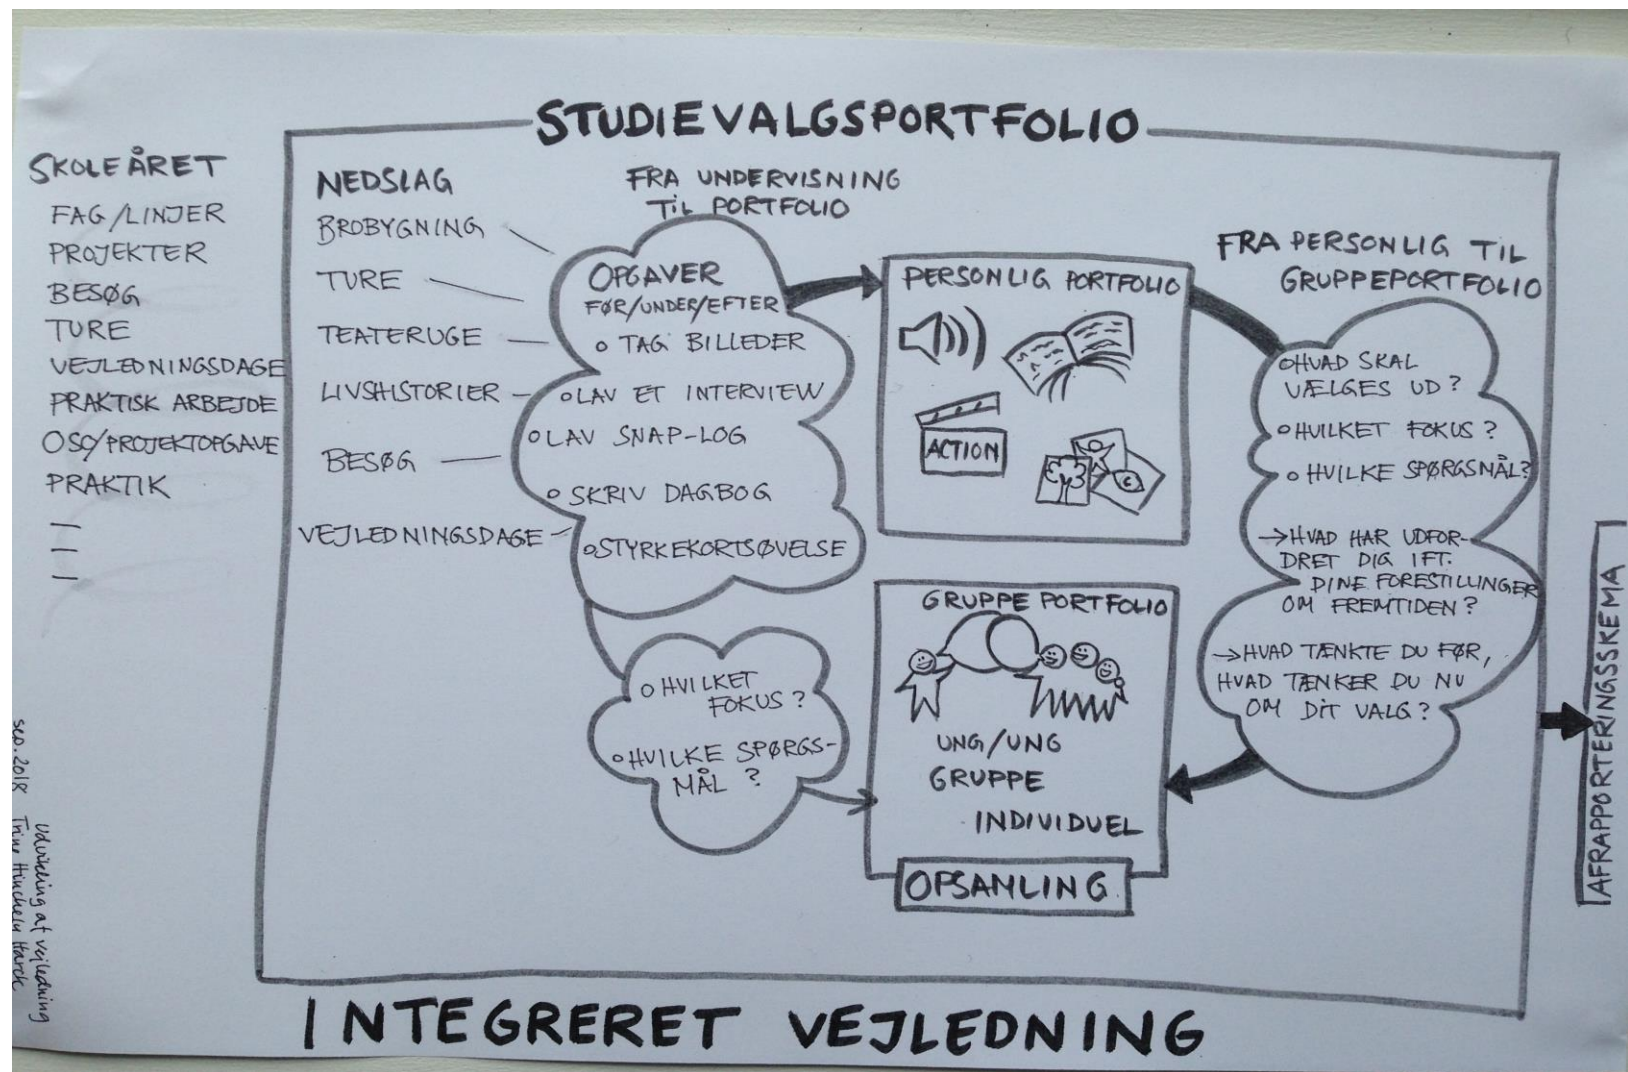 STUDIEVALGSPORTFOLIO
SKOLEÅRET
FAG/LINJER
PROJEKTER
BESØG
TURE
VEJLEDNINGSDAGE
PRAKTISK ARBEJDE
OSO/PROJEKTOPGAVE
PRAKTIK
NEDSLAG
BROBYGNING
TURE
TEATERUGE
LIVSHISTORIER
BESØG
VEJLEDNINGSDAGE
FRA UNDERVISNING
TIL PORTFOLIO
OPGAVER
FØR/UNDER/EFTER
o TAG BILLEDER
o LAV ET INTERVIEW
o LAV SNAP-LOG
o SKRIV DAGBOG
o STYRKEKORTSØVELSE
o HVILKET
FOKUS?
o HVILKE SPØRGS-
MÅL ?
PERSONLIG PORTFOLIO
ACTION
GRUPPE PORTFOLIO
UNG/UNG
GRUPPE
INDIVIDUEL
OPSAMLING
FRA PERSONLIG TIL
GRUPPEPORTFOLIO
o HVAD SKAL
VÆLGES UD?
o HVILKET FOKUS?
o HVILKE SPØRGSMÅL?
→ HVAD HAR UDFOR-
DRET DIG IFT.
DINE FORESTILLINGER
OM FREMTIDEN?
→ HVAD TÆNKTE DU FØR,
HVAD TÆNKER DU NU
OM DIT VALG?
AFRAPPORTERINGSSKEMA
INTEGRERET VEJLEDNING
Udvikling af vejledning
2018 Trine Hinchely Harck